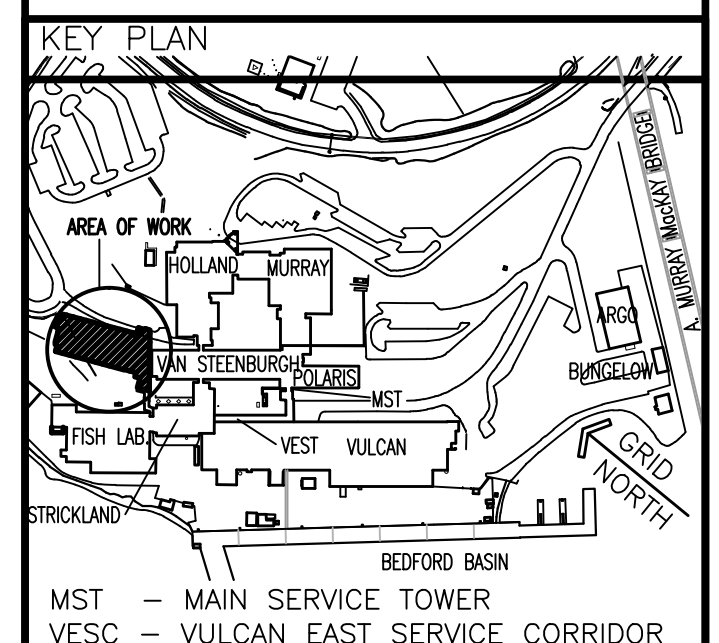 KEY PLAN
AREA OF WORK
HOLLAND
MURRAY
A. MURRAY MacKAY BRIDGE
ARGO
VAN STEENBURGH
POLARIS
BUNGELOW
MST
FISH LAB.
VEST
VULCAN
GRID
NORTH
STRICKLAND
BEDFORD BASIN
MST – MAIN SERVICE TOWER
VESC – VULCAN EAST SERVICE CORRIDOR